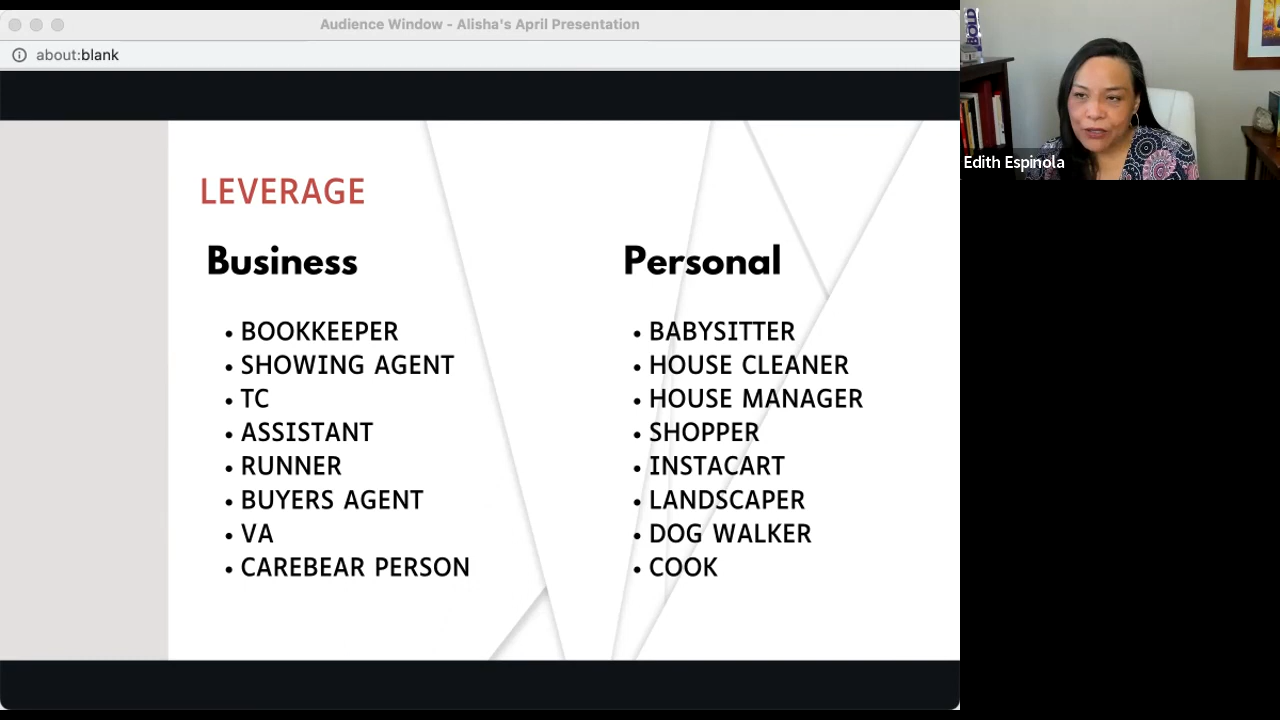 Audience Window - Alisha's April Presentation
about:blank
LEVERAGE
Business
• BOOKKEEPER
• SHOWING AGENT
• TC
• ASSISTANT
• RUNNER
• BUYERS AGENT
• VA
• CAREBEAR PERSON
Personal
• BABYSITTER
• HOUSE CLEANER
• HOUSE MANAGER
• SHOPPER
• INSTACART
• LANDSCAPER
• DOG WALKER
• COOK
BOLD
Edith Espinola